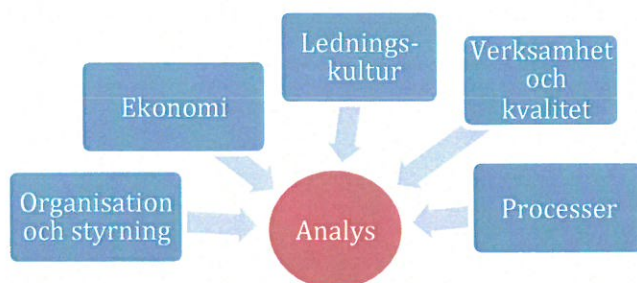 Lednings-
kultur
Verksamhet
och
kvalitet
Ekonomi
Organisation
och styrning
Analys
Processer